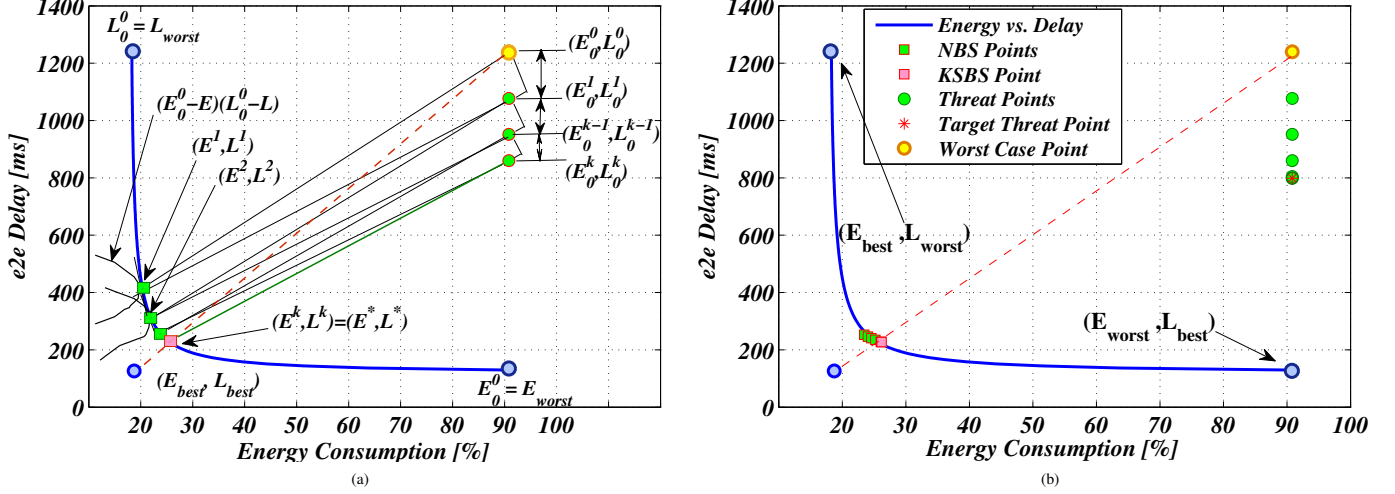 1400
1200
1000
800
600
400
200
0
e2e Delay [ms]
L_0^0 = L_worst
(E_0^0−E)(L_0^0−L)
(E^1,L^1)
(E^2,L^2)
(E_0^0,L_0^0)
(E_0^1,L_0^1)
(E_0^{k−1},L_0^{k−1})
(E_0^k,L_0^k)
(E^k,L^k)=(E^*,L^*)
(E_best, L_best)
E_0^0 = E_worst
20 30 40 50 60 70 80 90 100
Energy Consumption [%]
(a)
1400
1200
1000
800
600
400
200
0
e2e Delay [ms]
Energy vs. Delay
NBS Points
KSBS Point
Threat Points
Target Threat Point
Worst Case Point
(E_best ,L_worst)
(E_worst ,L_best)
20 30 40 50 60 70 80 90 100
Energy Consumption [%]
(b)